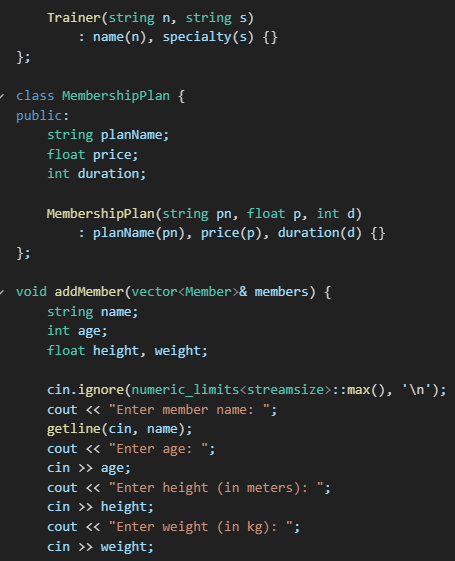 Trainer(string n, string s)
        : name(n), specialty(s) {}
};

class MembershipPlan {
public:
    string planName;
    float price;
    int duration;

    MembershipPlan(string pn, float p, int d)
        : planName(pn), price(p), duration(d) {}
};

void addMember(vector<Member>& members) {
    string name;
    int age;
    float height, weight;

    cin.ignore(numeric_limits<streamsize>::max(), '\n');
    cout << "Enter member name: ";
    getline(cin, name);
    cout << "Enter age: ";
    cin >> age;
    cout << "Enter height (in meters): ";
    cin >> height;
    cout << "Enter weight (in kg): ";
    cin >> weight;